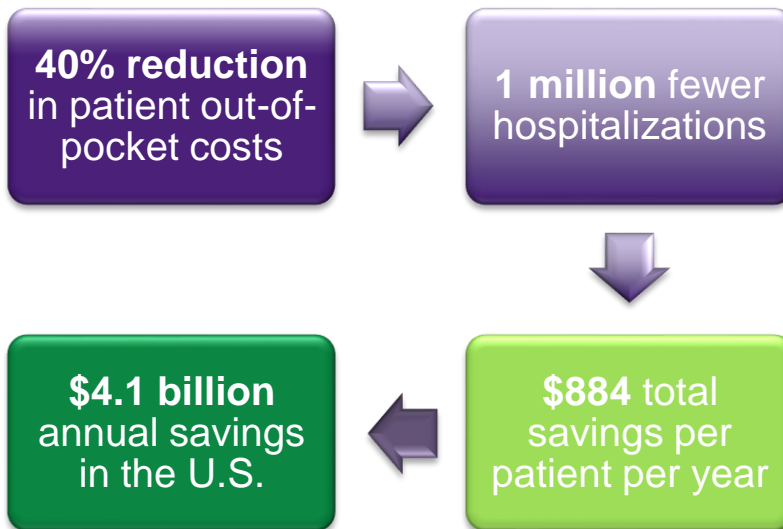 40% reduction
in patient out-of-
pocket costs
1 million fewer
hospitalizations
$884 total
savings per
patient per year
$4.1 billion
annual savings
in the U.S.